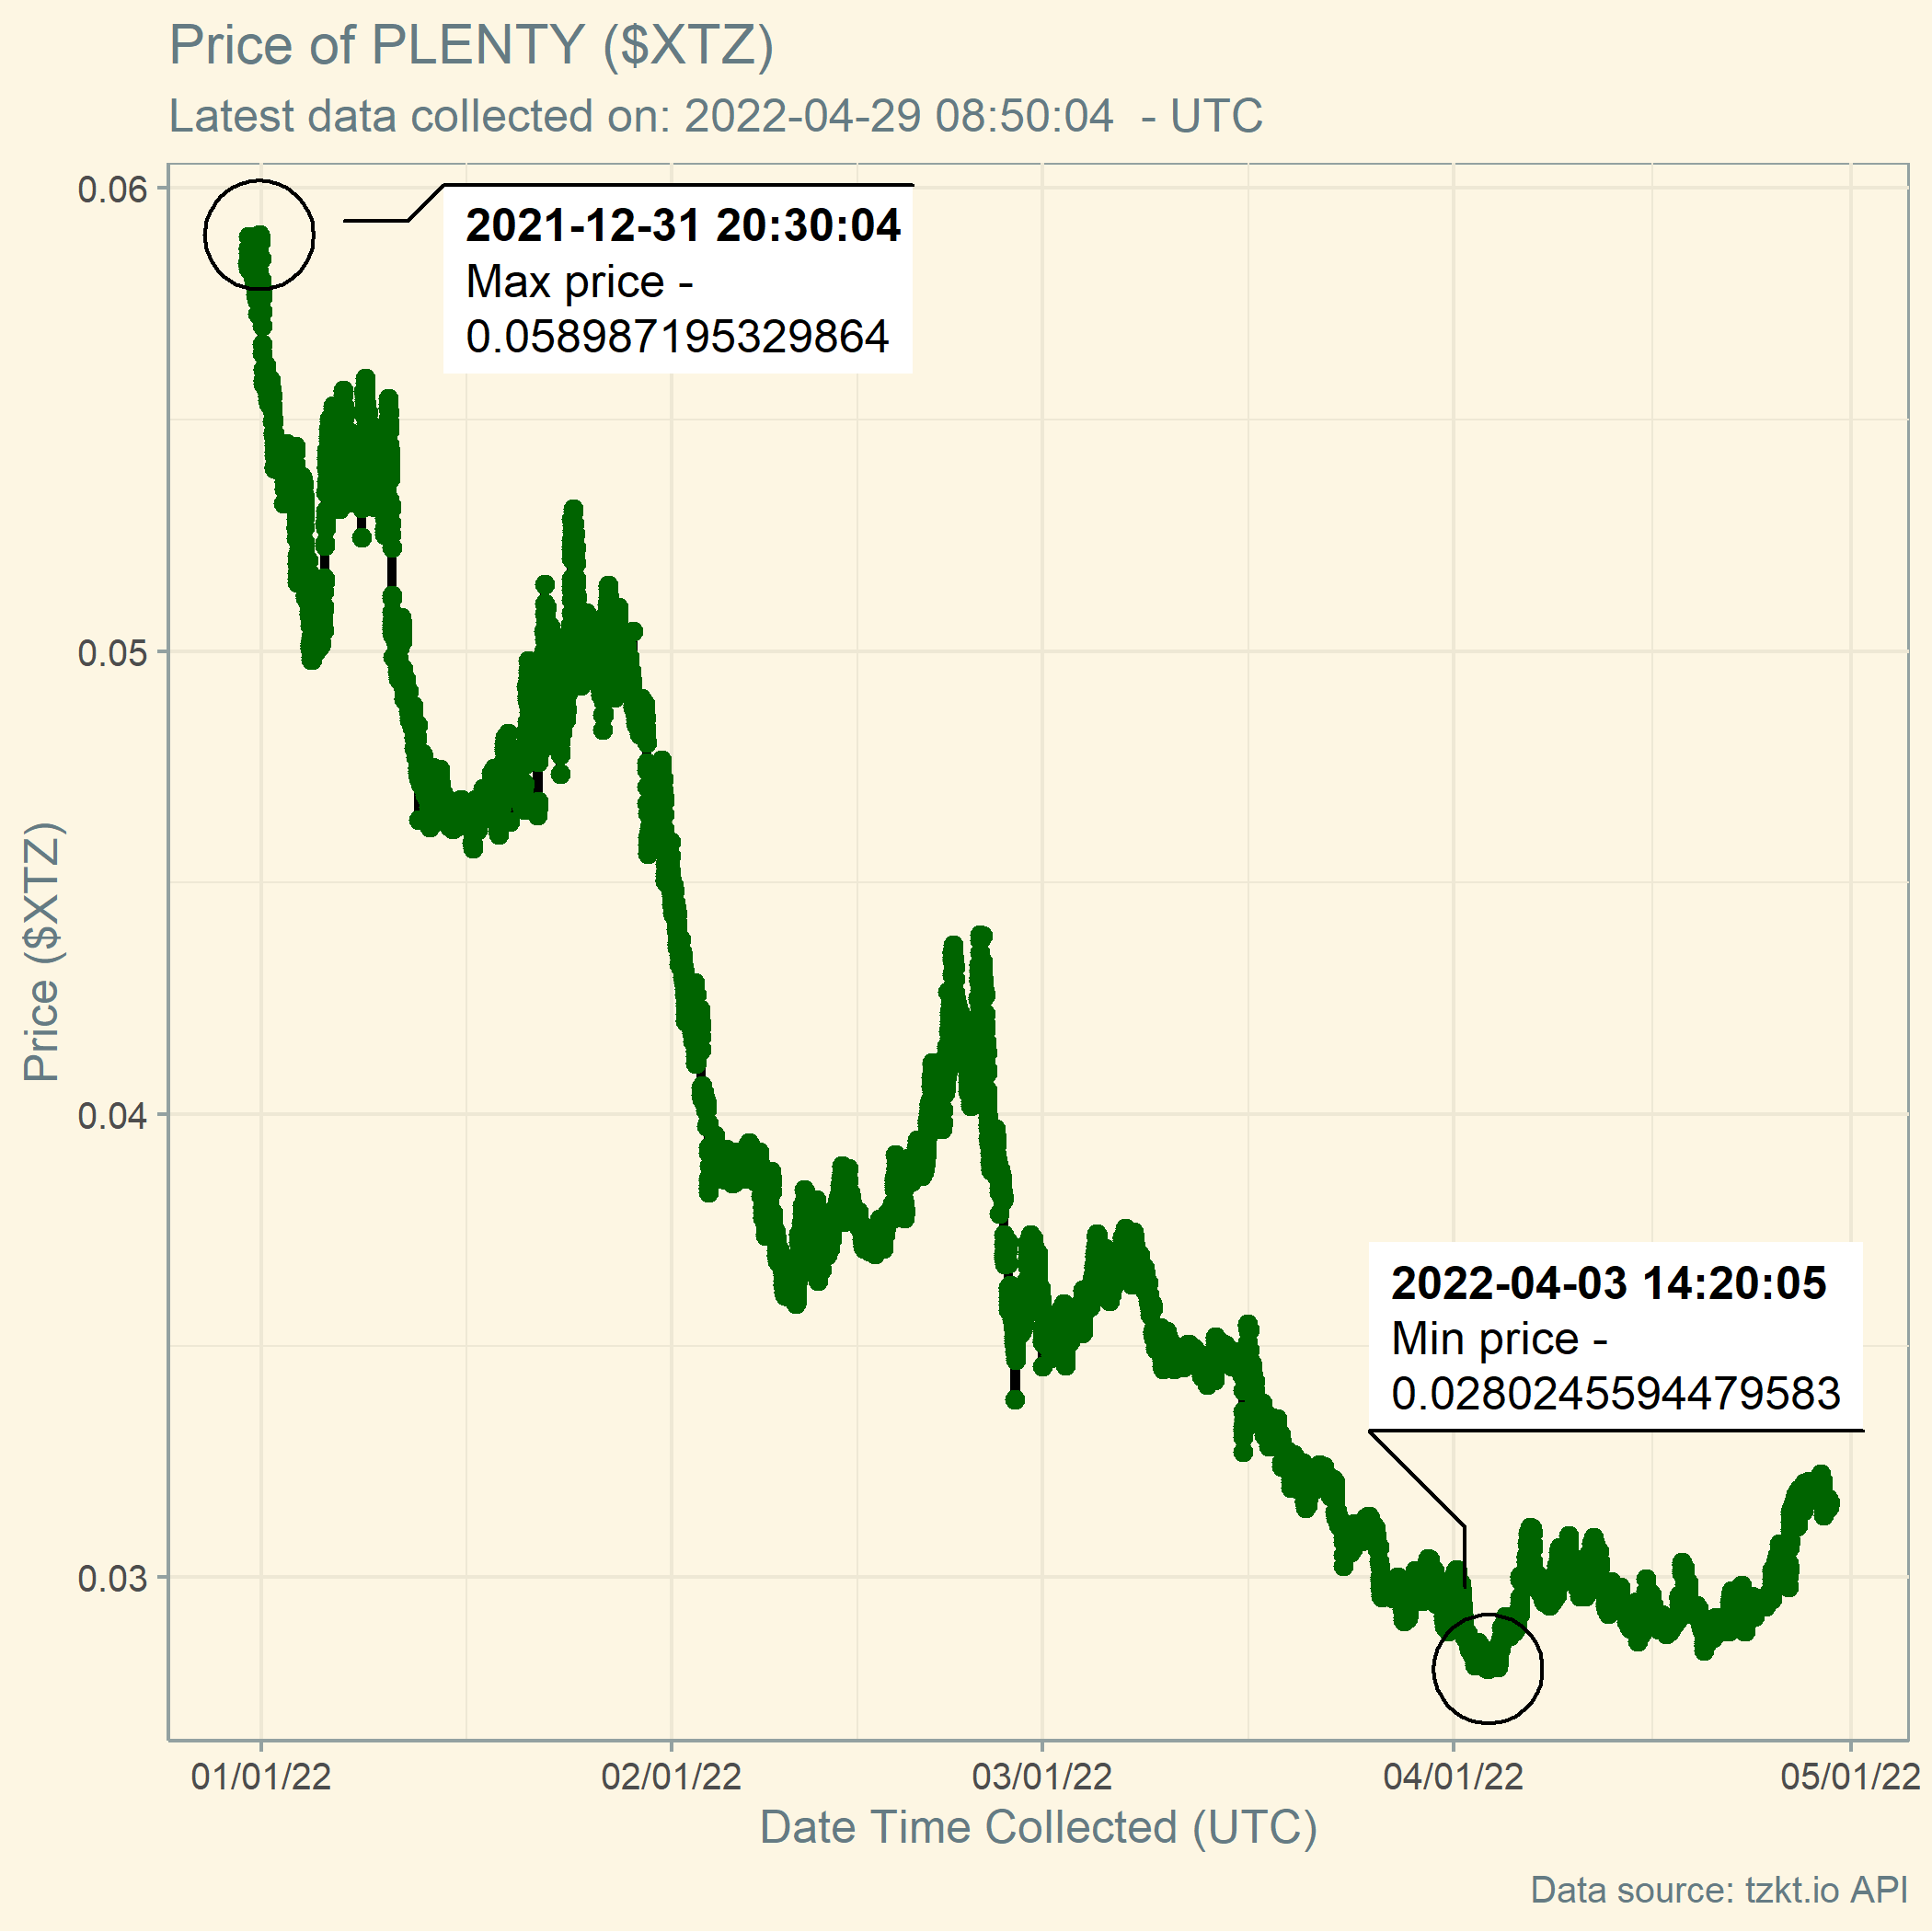 Price of PLENTY ($XTZ)
Latest data collected on: 2022-04-29 08:50:04  - UTC
0.06
0.05
0.04
0.03
Price ($XTZ)
2021-12-31 20:30:04
Max price -
0.058987195329864
2022-04-03 14:20:05
Min price -
0.0280245594479583
01/01/22
02/01/22
03/01/22
04/01/22
05/01/22
Date Time Collected (UTC)
Data source: tzkt.io API